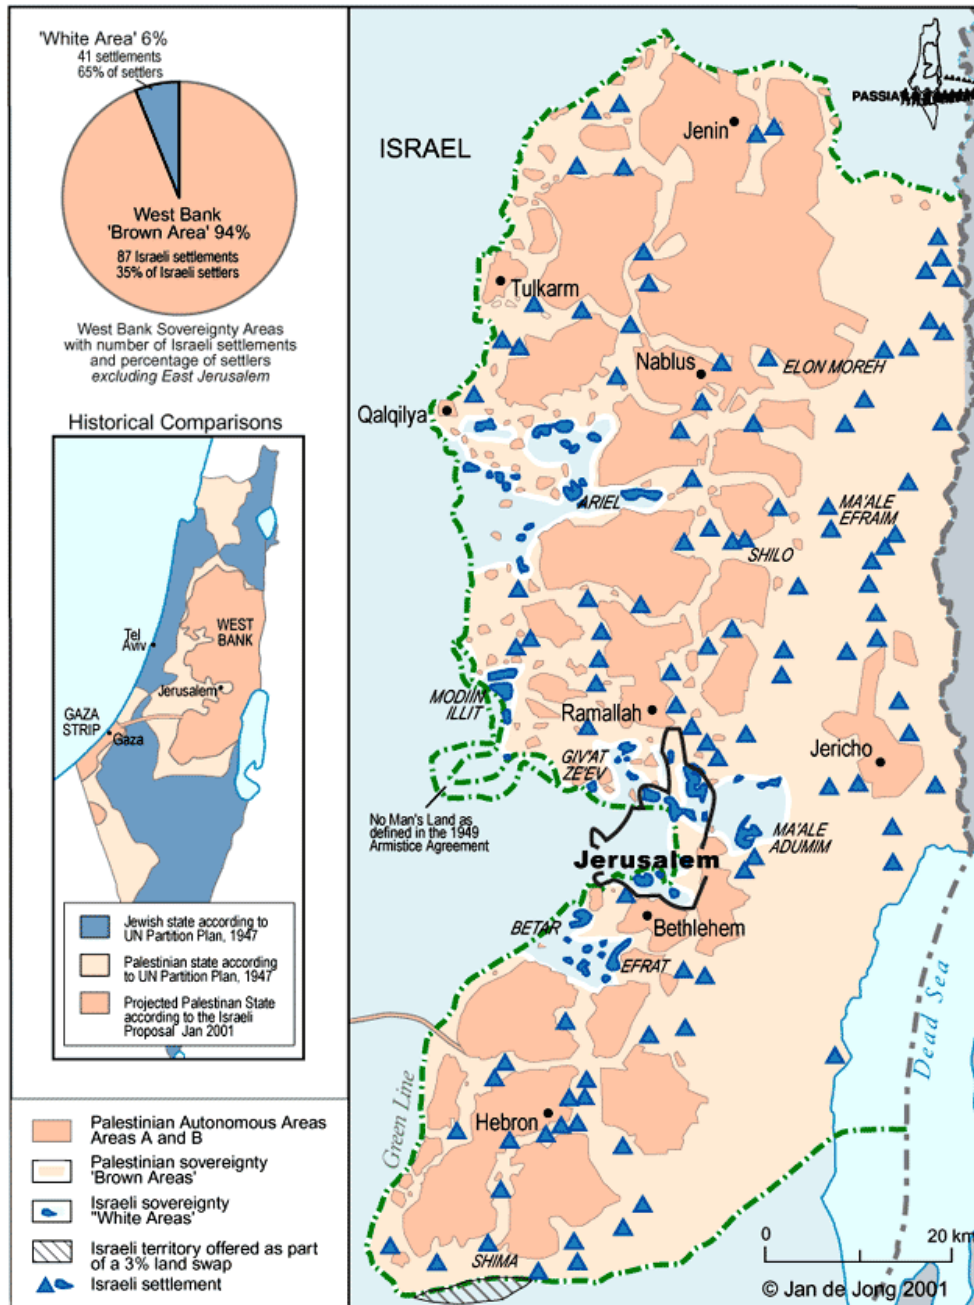 'White Area' 6%
41 settlements
65% of settlers
West Bank
'Brown Area' 94%
87 Israeli settlements
35% of Israeli settlers
West Bank Sovereignty Areas
with number of Israeli settlements
and percentage of settlers
excluding East Jerusalem
Historical Comparisons
Tel
Aviv
WEST
BANK
Jerusalem
GAZA
STRIP
Gaza
Jewish state according to
UN Partition Plan, 1947
Palestinian state according
to UN Partition Plan, 1947
Projected Palestinan State
according to the Israeli
Proposal Jan 2001
Palestinian Autonomous Areas
Areas A and B
Palestinian sovereignty
'Brown Areas'
Israeli sovereignty
"White Areas'
Israeli territory offered as part
of a 3% land swap
Israeli settlement
PASSIA
ISRAEL
Jenin
Tulkarm
Nablus
ELON MOREH
Qalqilya
ARIEL
MA'ALE
EFRAIM
SHILO
MODIIN
ILLIT
Ramallah
Jericho
GIV'AT
ZE'EV
No Man's Land as
defined in the 1949
Armistice Agreement
MA'ALE
ADUMIM
Jerusalem
BETAR
Bethlehem
EFRAT
Dead Sea
Green Line
Hebron
SHIMA
0 20 km
© Jan de Jong 2001